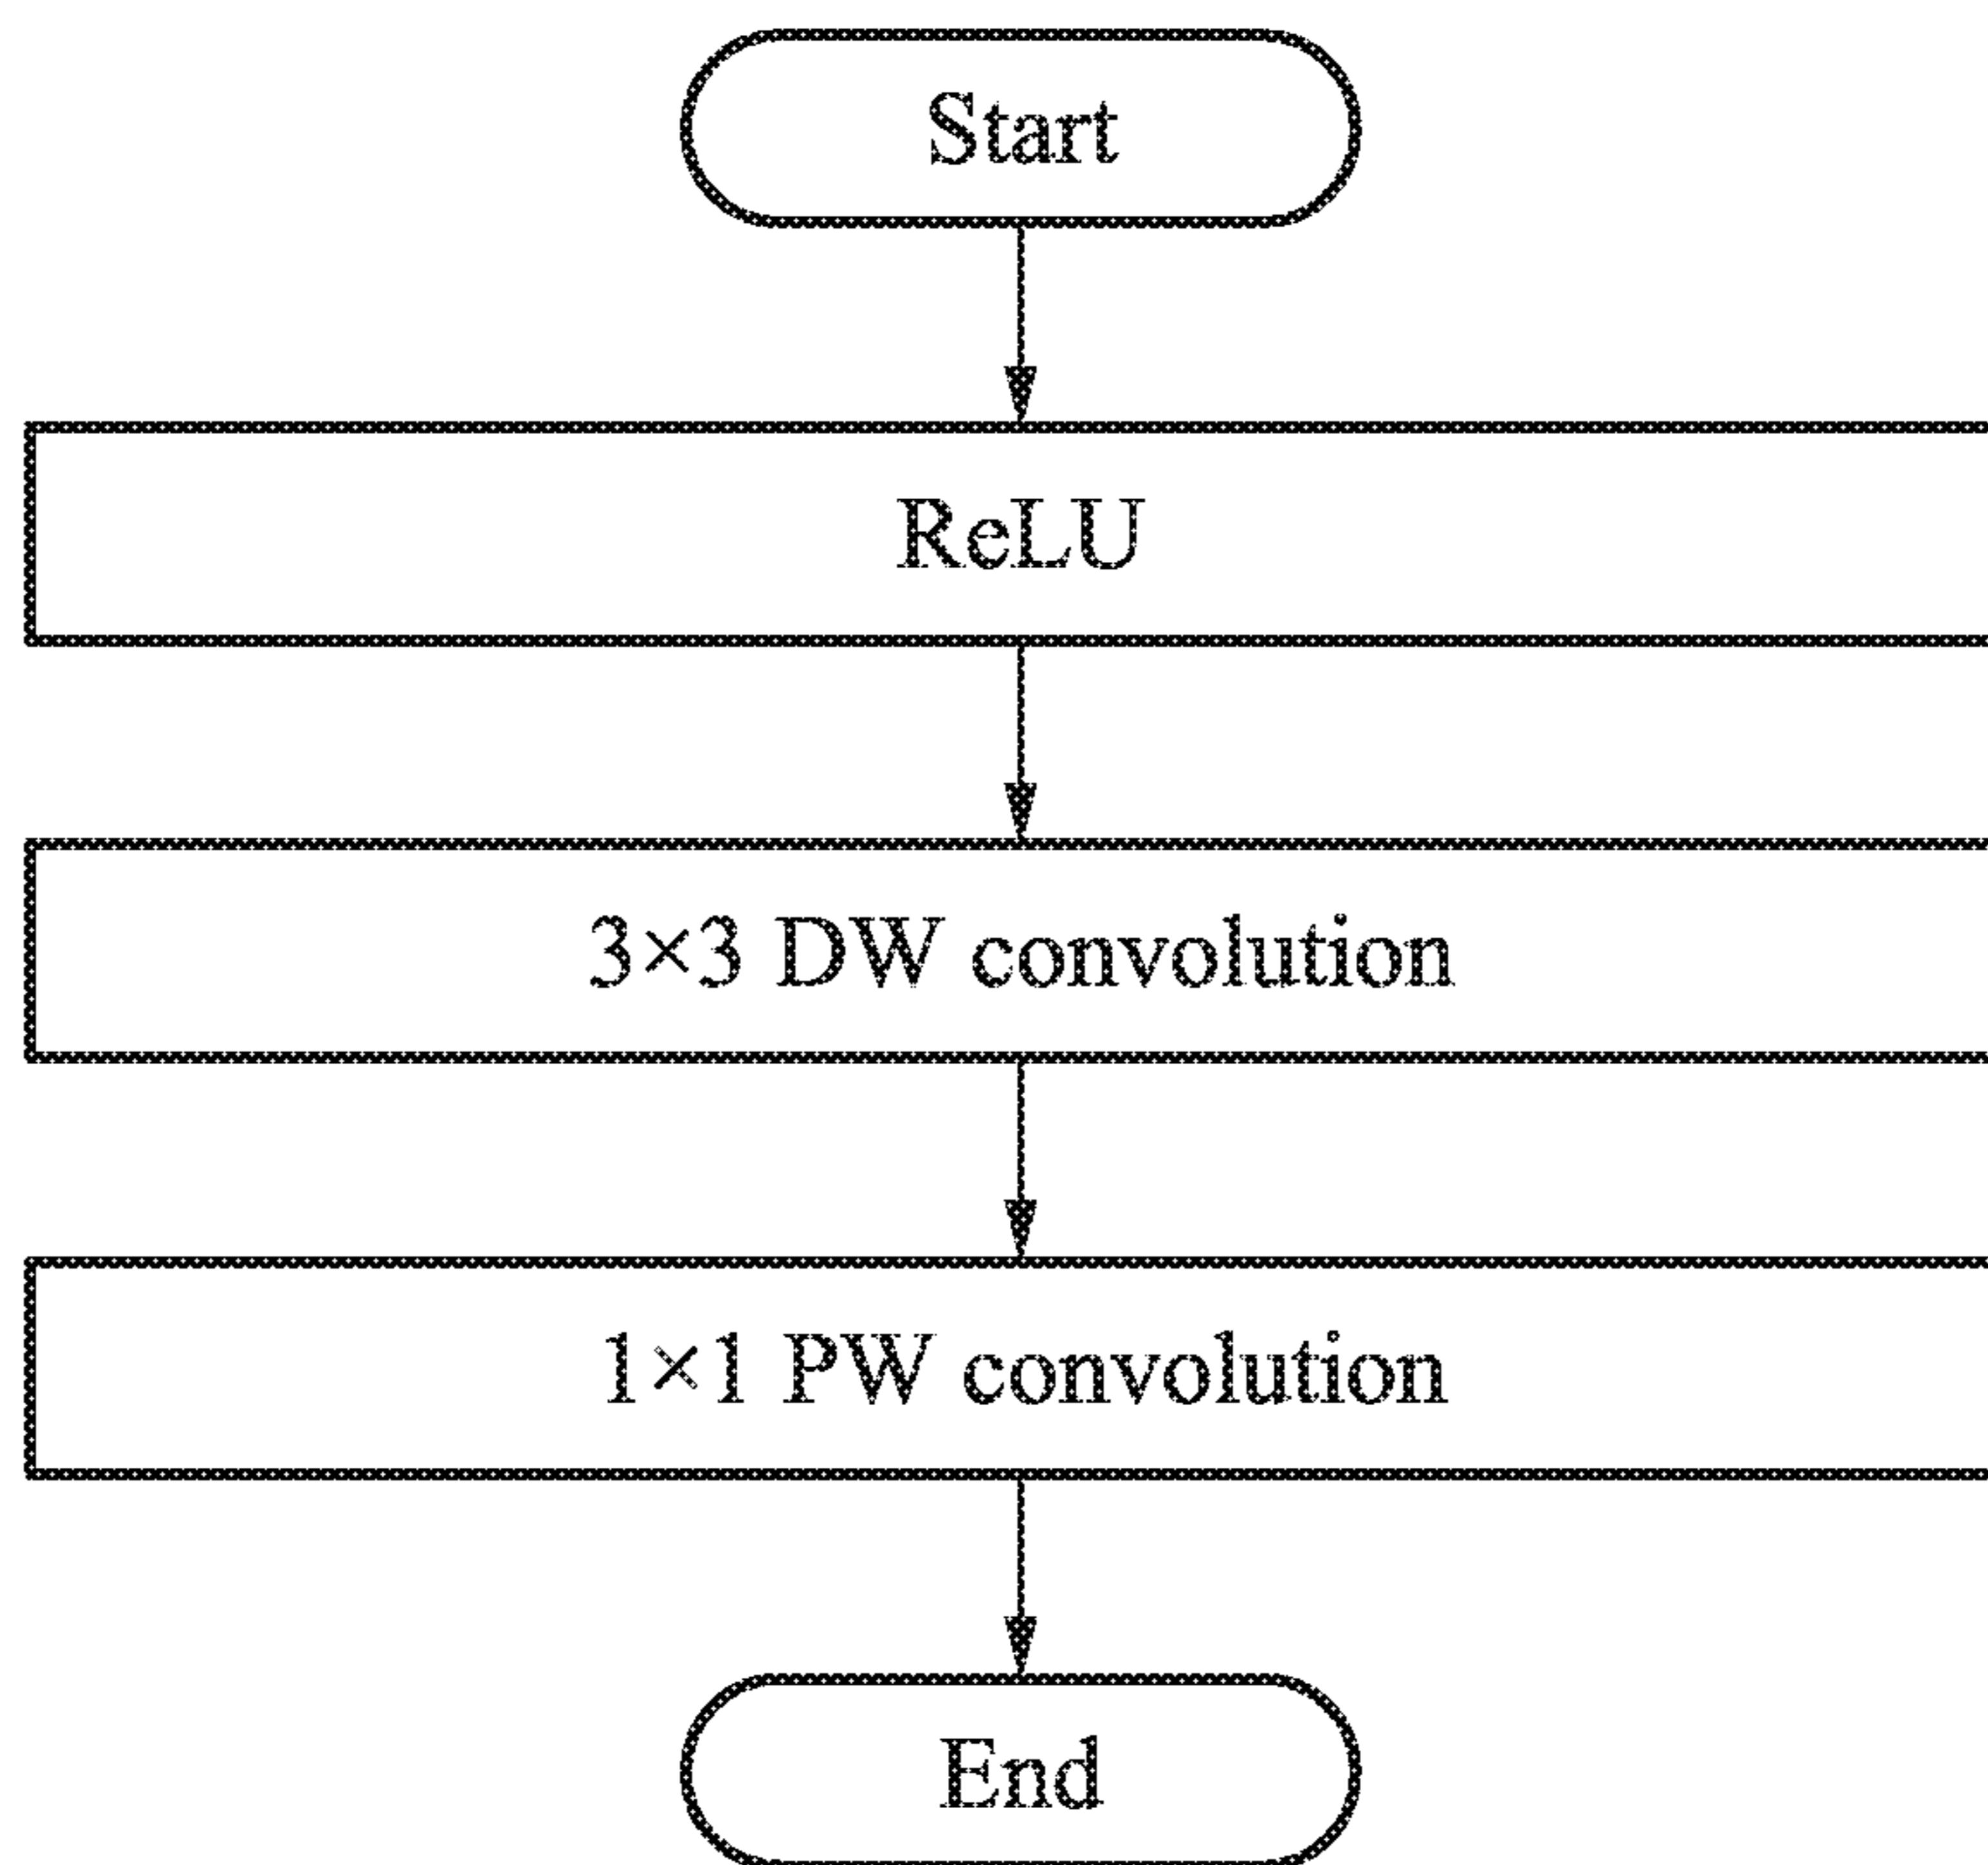 Start
ReLU
3×3 DW convolution
1×1 PW convolution
End